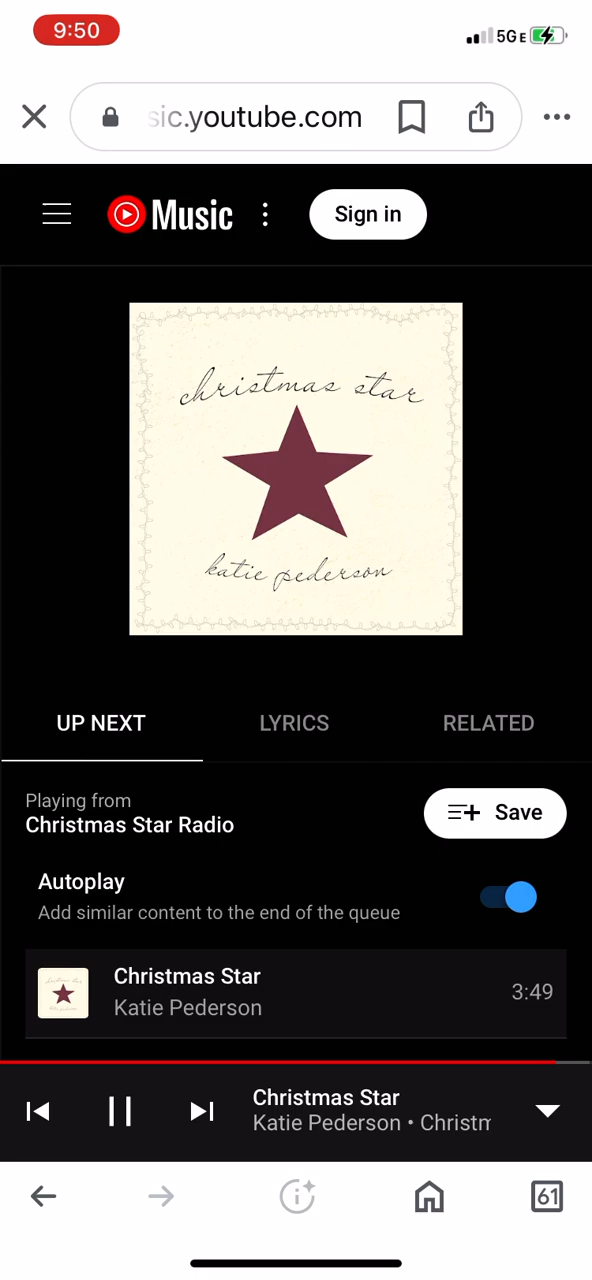 9:50
5GE
sic.youtube.com
Music
Sign in
christmas star
katie pederson
UP NEXT
LYRICS
RELATED
Playing from
Christmas Star Radio
Save
Autoplay
Add similar content to the end of the queue
Christmas Star
Katie Pederson
3:49
Christmas Star
Katie Pederson • Christm
61